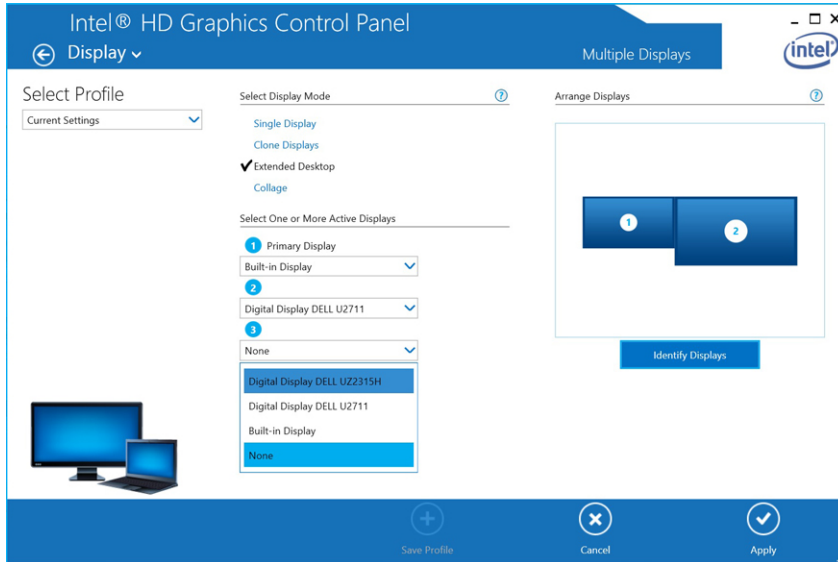 Intel® HD Graphics Control Panel
Display
Multiple Displays
intel
Select Profile
Current Settings
Select Display Mode
?
Single Display
Clone Displays
Extended Desktop
Collage
Select One or More Active Displays
1 Primary Display
Built-in Display
2
Digital Display DELL U2711
3
None
Digital Display DELL UZ2315H
Digital Display DELL U2711
Built-in Display
None
Arrange Displays
?
1
2
Identify Displays
Save Profile
Cancel
Apply